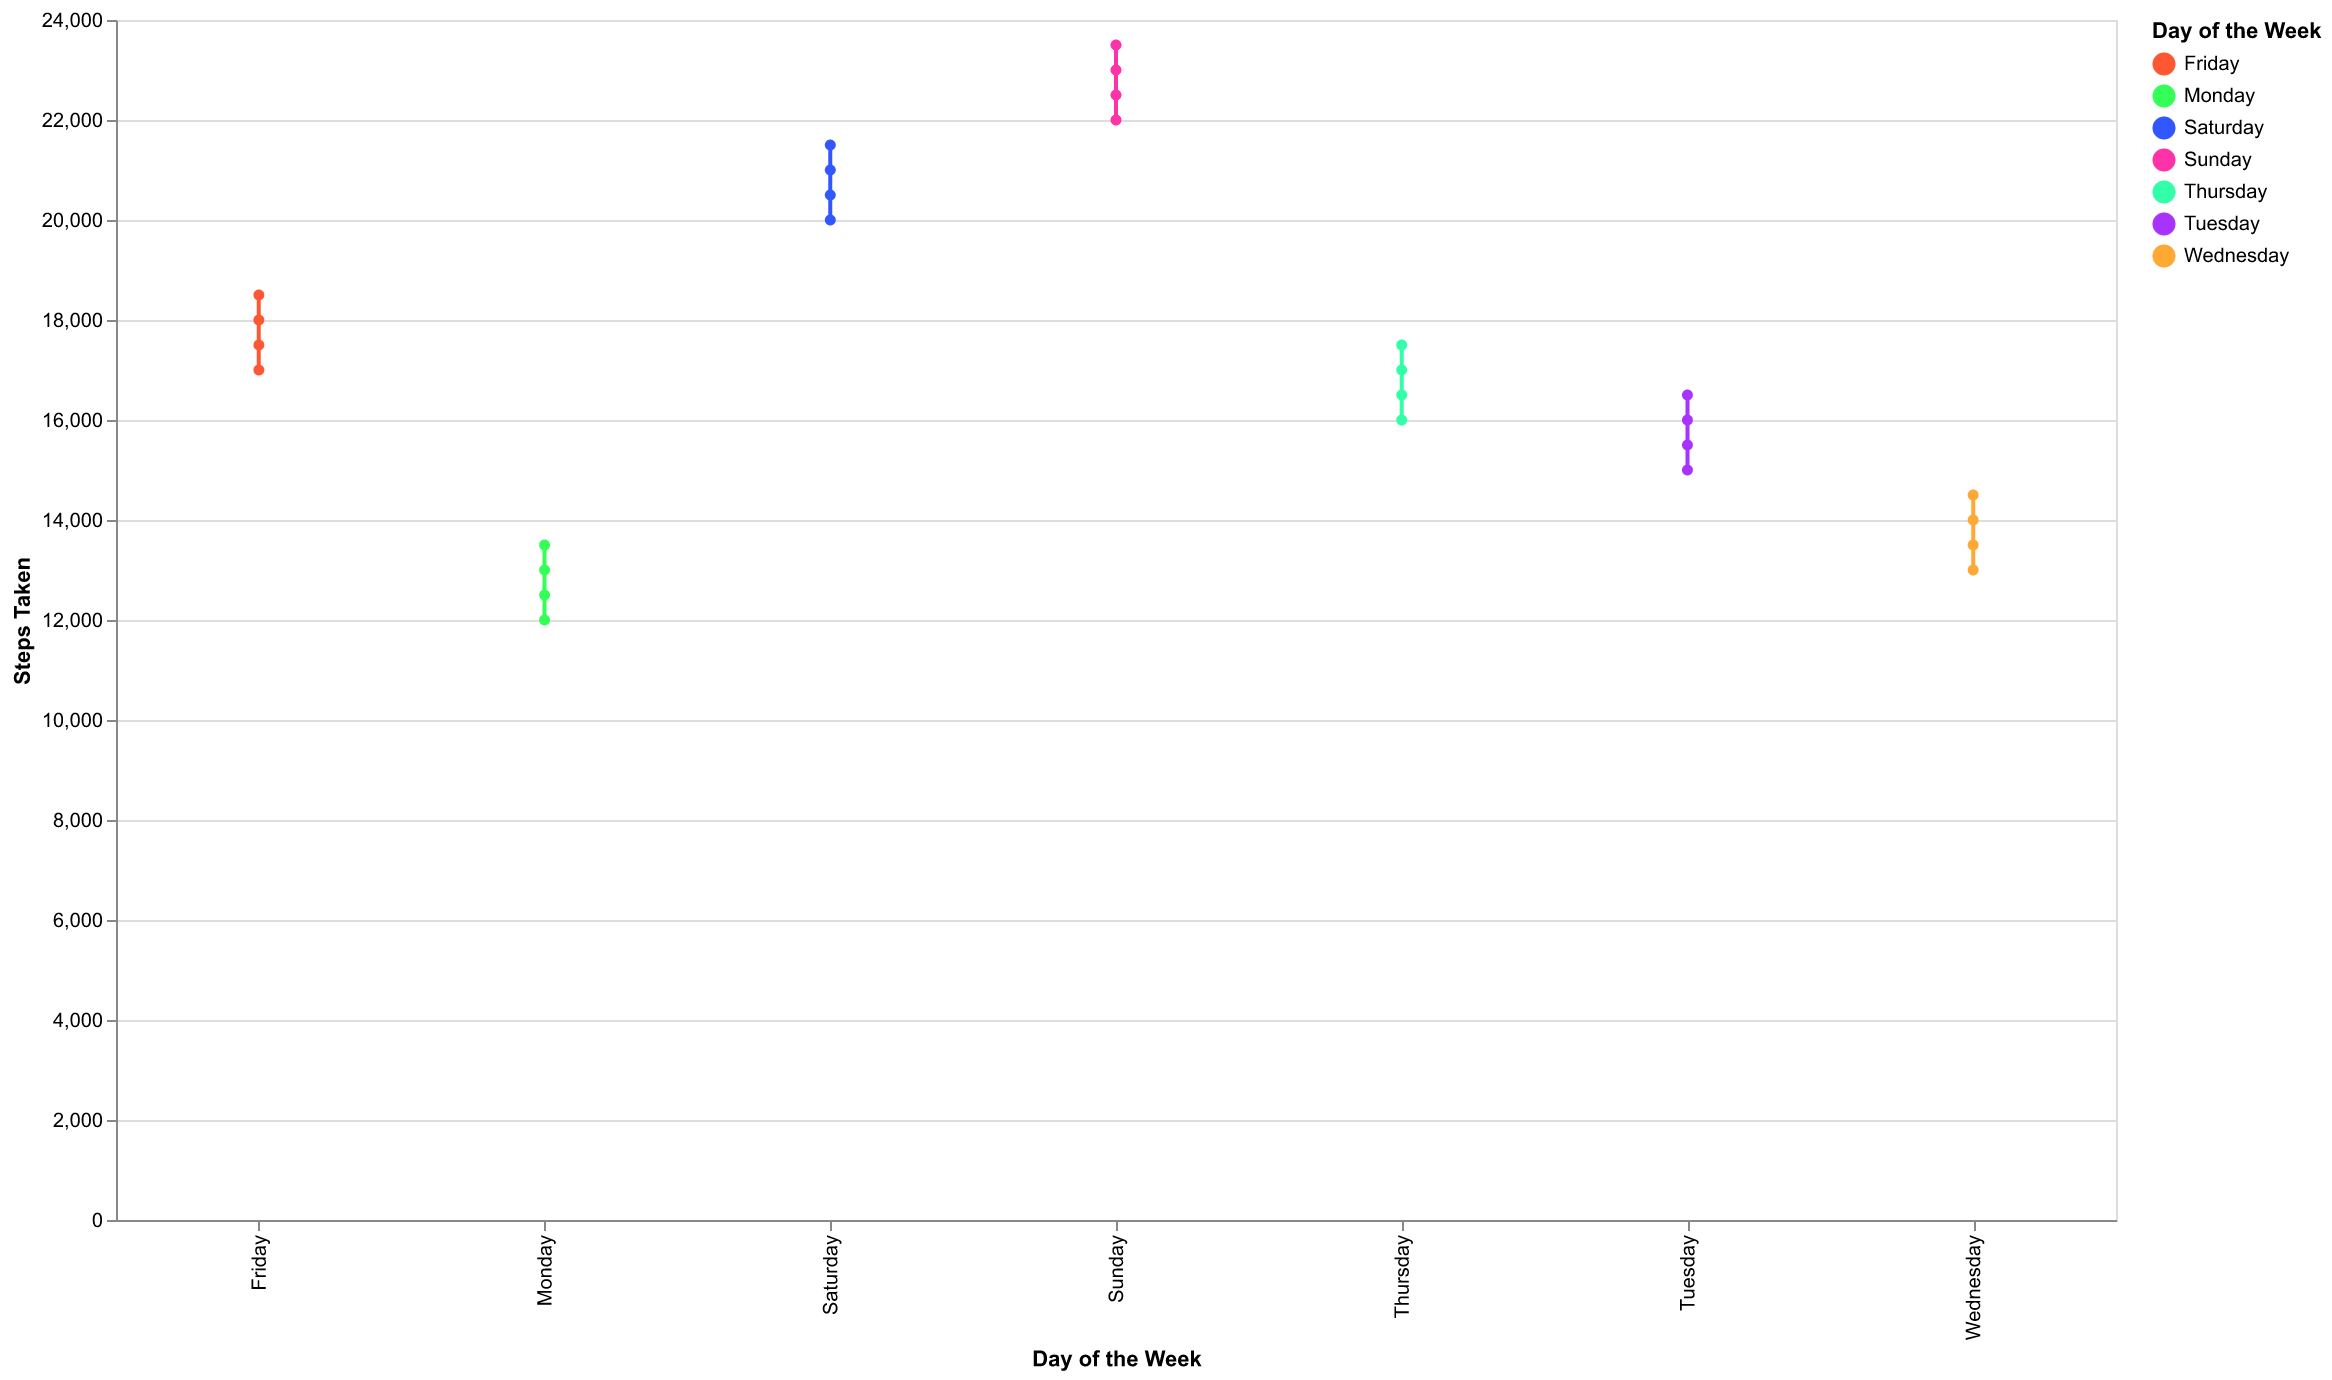 24,000
22,000
20,000
18,000
16,000
14,000
12,000
10,000
8,000
6,000
4,000
2,000
0
Steps Taken
Friday
Monday
Saturday
Sunday
Thursday
Tuesday
Wednesday
Day of the Week
Day of the Week
Friday
Monday
Saturday
Sunday
Thursday
Tuesday
Wednesday